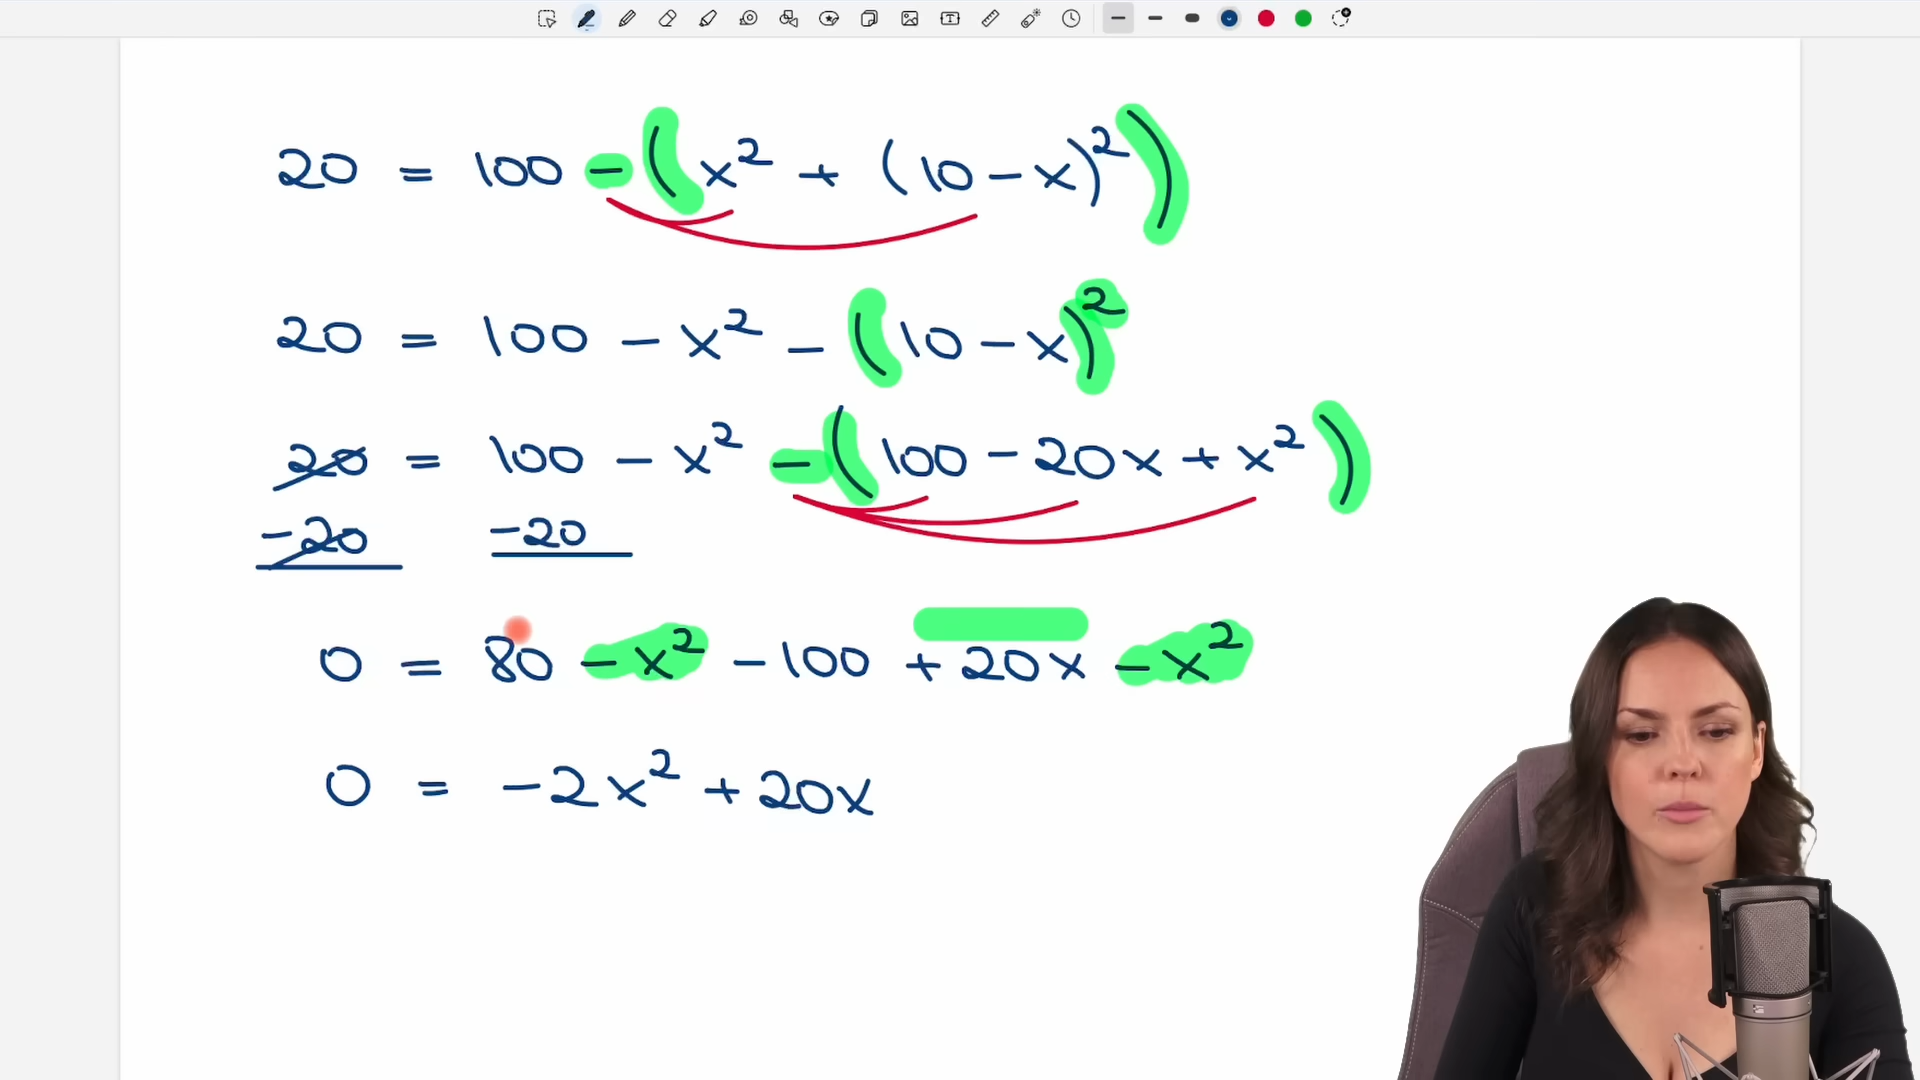 20 = 100 - (x² + (10 - x)²)
20 = 100 - x² - (10 - x)²
20 = 100 - x² - (100 - 20x + x²)
-20 -20
0 = 80 - x² - 100 + 20x - x²
0 = -2x² + 20x